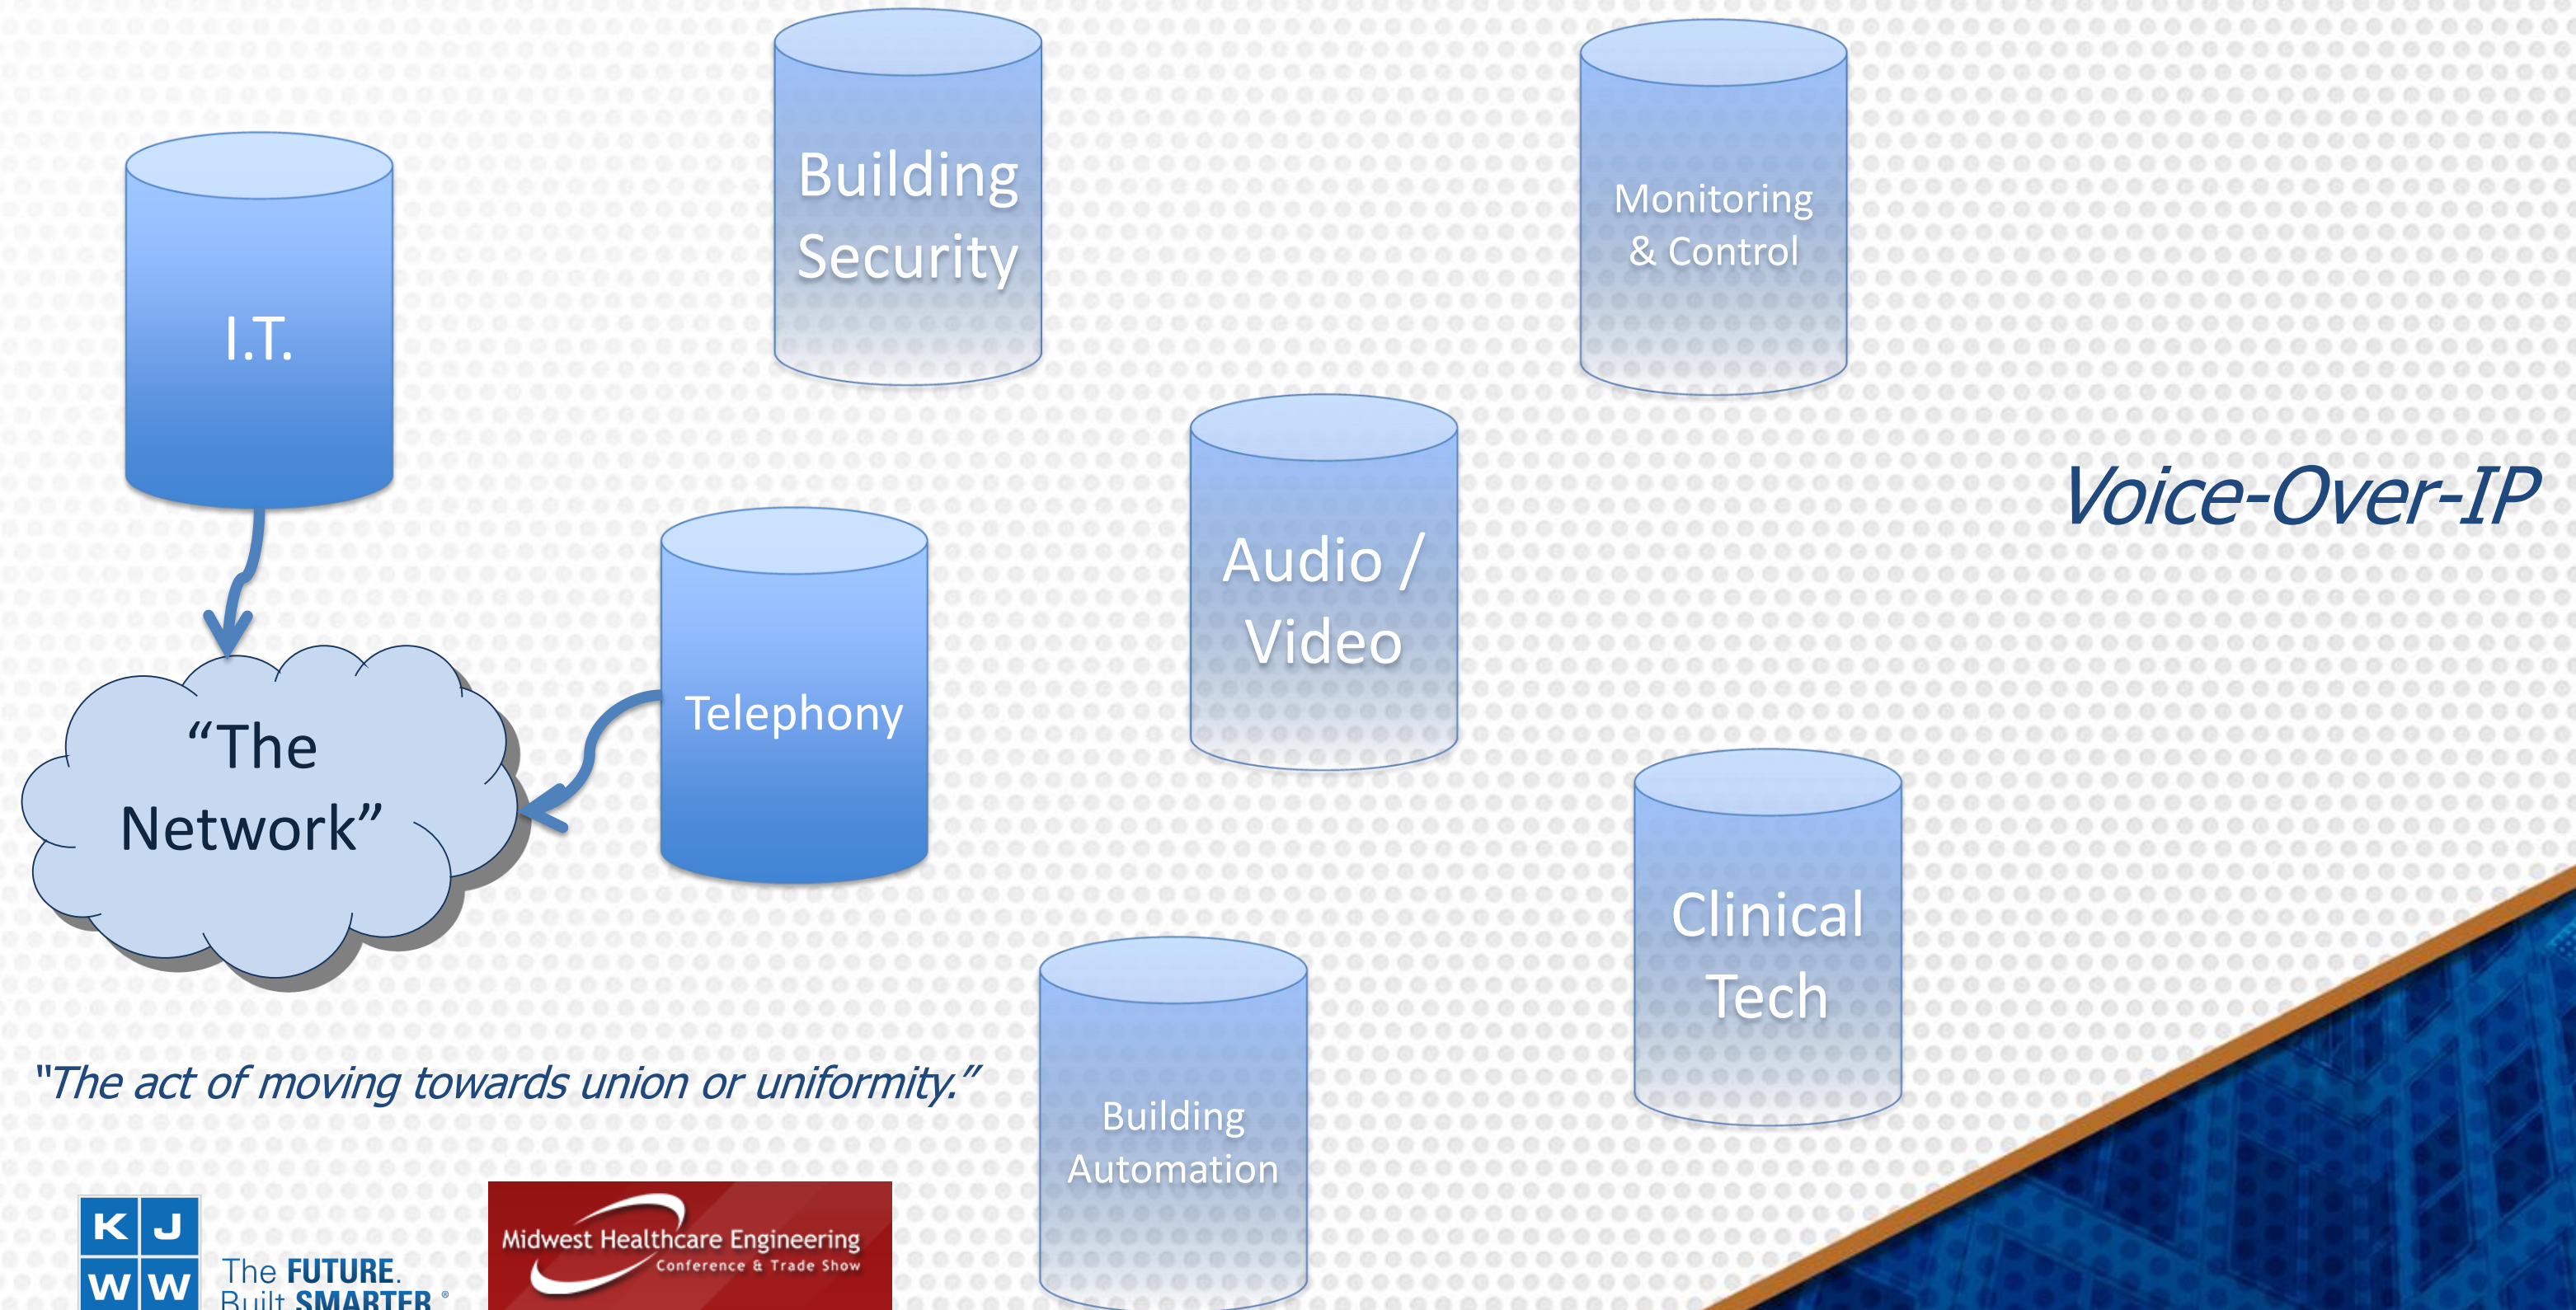 Building
Security
Monitoring
& Control
I.T.
Voice-Over-IP
Audio /
Video
Telephony
“The
Network”
Clinical
Tech
“The act of moving towards union or uniformity.”
Building
Automation
K J
W W
The FUTURE.
Built SMARTER.®
Midwest Healthcare Engineering
Conference & Trade Show